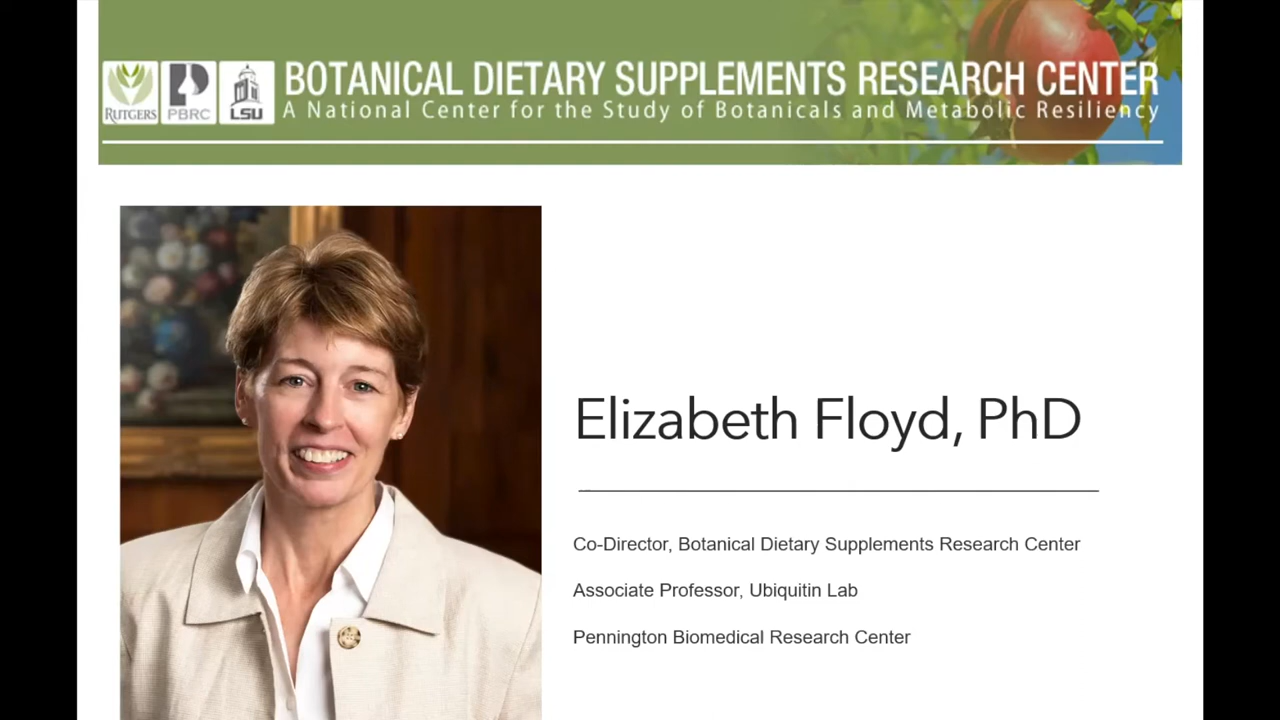 BOTANICAL DIETARY SUPPLEMENTS RESEARCH CENTER
A National Center for the Study of Botanicals and Metabolic Resiliency
RUTGERS PBRC LSU
Elizabeth Floyd, PhD
Co-Director, Botanical Dietary Supplements Research Center
Associate Professor, Ubiquitin Lab
Pennington Biomedical Research Center